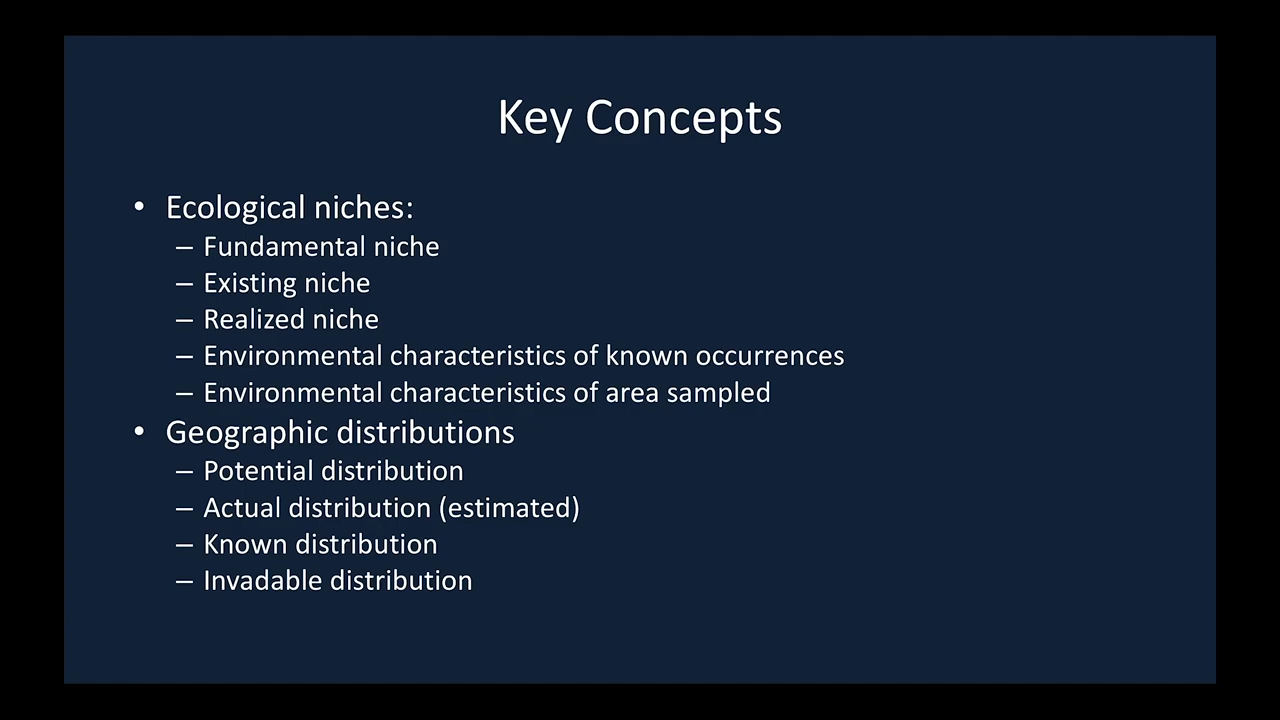 Key Concepts
• Ecological niches:
– Fundamental niche
– Existing niche
– Realized niche
– Environmental characteristics of known occurrences
– Environmental characteristics of area sampled
• Geographic distributions
– Potential distribution
– Actual distribution (estimated)
– Known distribution
– Invadable distribution